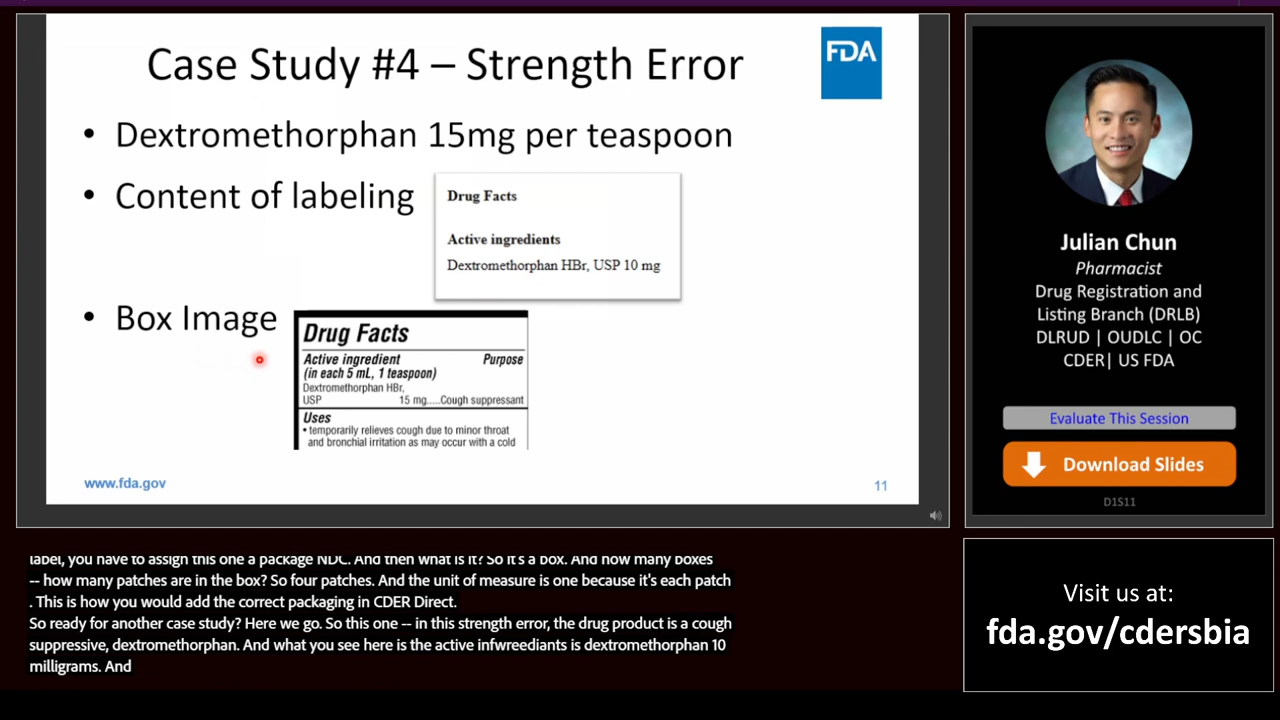 Case Study #4 – Strength Error
FDA
• Dextromethorphan 15mg per teaspoon
• Content of labeling
Drug Facts
Active ingredients
Dextromethorphan HBr, USP 10 mg
• Box Image
Drug Facts
Active ingredient Purpose
(in each 5 mL, 1 teaspoon)
Dextromethorphan HBr,
USP 15 mg.....Cough suppressant
Uses
• temporarily relieves cough due to minor throat
and bronchial irritation as may occur with a cold
www.fda.gov
11
Julian Chun
Pharmacist
Drug Registration and
Listing Branch (DRLB)
DLRUD | OUDLC | OC
CDER| US FDA
Evaluate This Session
Download Slides
D1S11
label, you have to assign this one a package NDC. And then what is it? So it's a box. And how many boxes
-- how many patches are in the box? So four patches. And the unit of measure is one because it's each patch
. This is how you would add the correct packaging in CDER Direct.
So ready for another case study? Here we go. So this one -- in this strength error, the drug product is a cough
suppressive, dextromethorphan. And what you see here is the active infwreediants is dextromethorphan 10
milligrams. And
Visit us at:
fda.gov/cdersbia